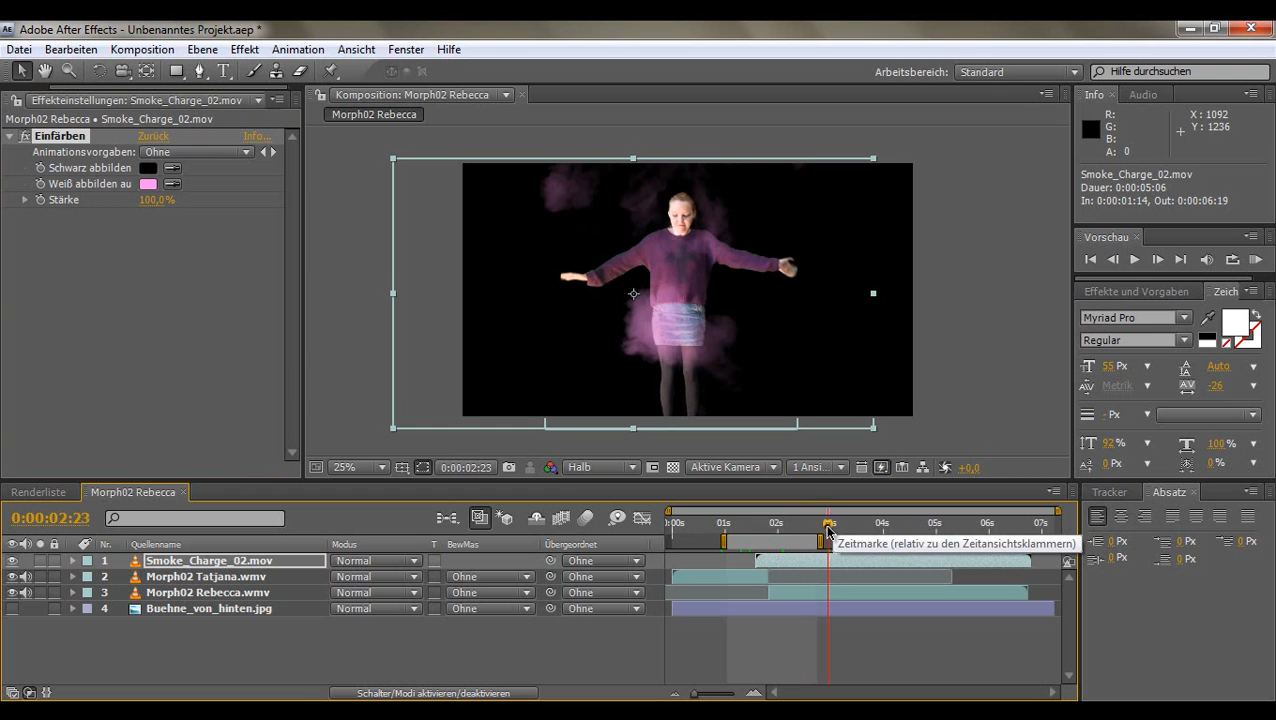 Adobe After Effects - Unbenanntes Projekt.aep *
Datei Bearbeiten Komposition Ebene Effekt Animation Ansicht Fenster Hilfe
Arbeitsbereich: Standard Hilfe durchsuchen
Effekteinstellungen: Smoke_Charge_02.mov Komposition: Morph02 Rebecca Info Audio
Morph02 Rebecca • Smoke_Charge_02.mov Morph02 Rebecca
R: X : 1092
G: Y : 1236
B:
A: 0
fx Einfärben Zurück Info...
Animationsvorgaben: Ohne
Schwarz abbilden
Weiß abbilden au
Stärke 100,0%
Smoke_Charge_02.mov
Dauer: 0:00:05:06
In: 0:00:01:14, Out: 0:00:06:19
Vorschau
Effekte und Vorgaben Zeich
Myriad Pro
Regular
55 Px Auto
Metrik -26
- Px
92 % 100 %
0 Px 0 %
25% 0:00:02:23 Halb Aktive Kamera 1 Ansi... +0,0
Renderliste Morph02 Rebecca Tracker Absatz
0:00:02:23 :00s 01s 02s 04s 05s 06s 07s
Quellenname Modus T BewMas Übergeordnet
Zeitmarke (relativ zu den Zeitansichtsklammern)
1 Smoke_Charge_02.mov Normal Ohne
2 Morph02 Tatjana.wmv Normal Ohne Ohne
3 Morph02 Rebecca.wmv Normal Ohne Ohne
4 Buehne_von_hinten.jpg Normal Ohne Ohne
0 Px 0 Px
0 Px 0 Px
0 Px
Schalter/Modi aktivieren/deaktivieren